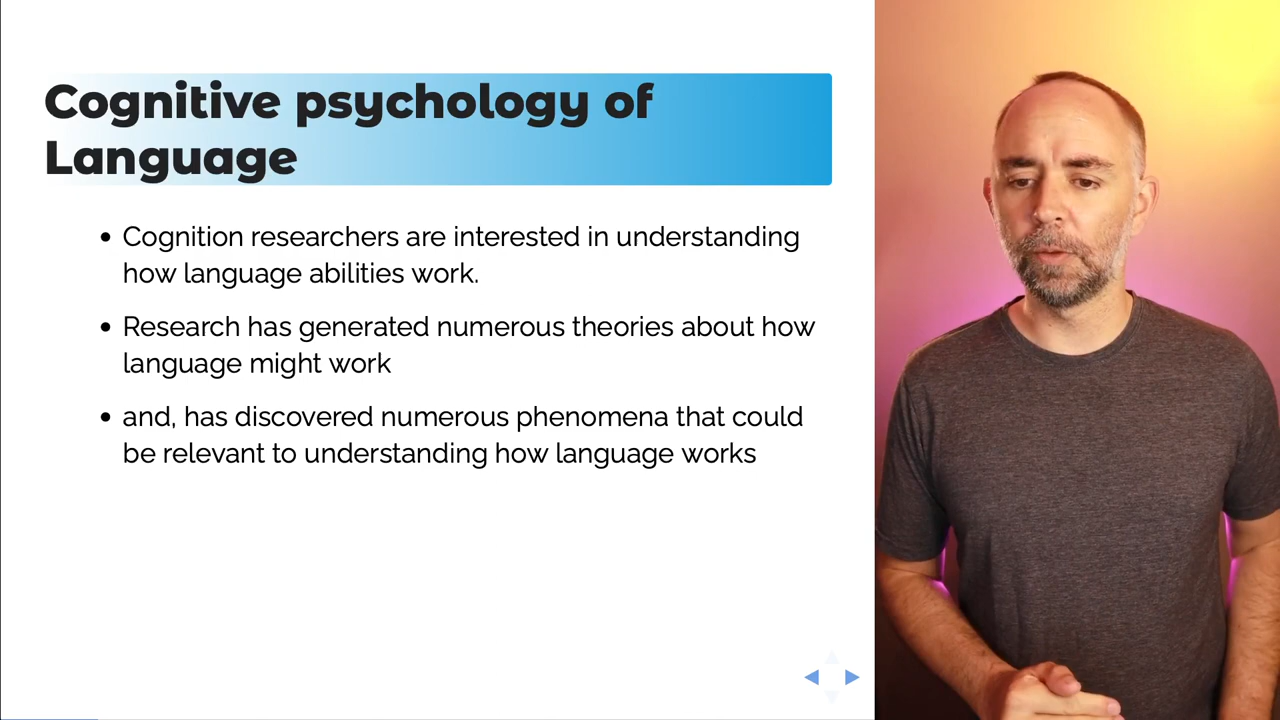 Cognitive psychology of
Language
• Cognition researchers are interested in understanding
how language abilities work.
• Research has generated numerous theories about how
language might work
• and, has discovered numerous phenomena that could
be relevant to understanding how language works